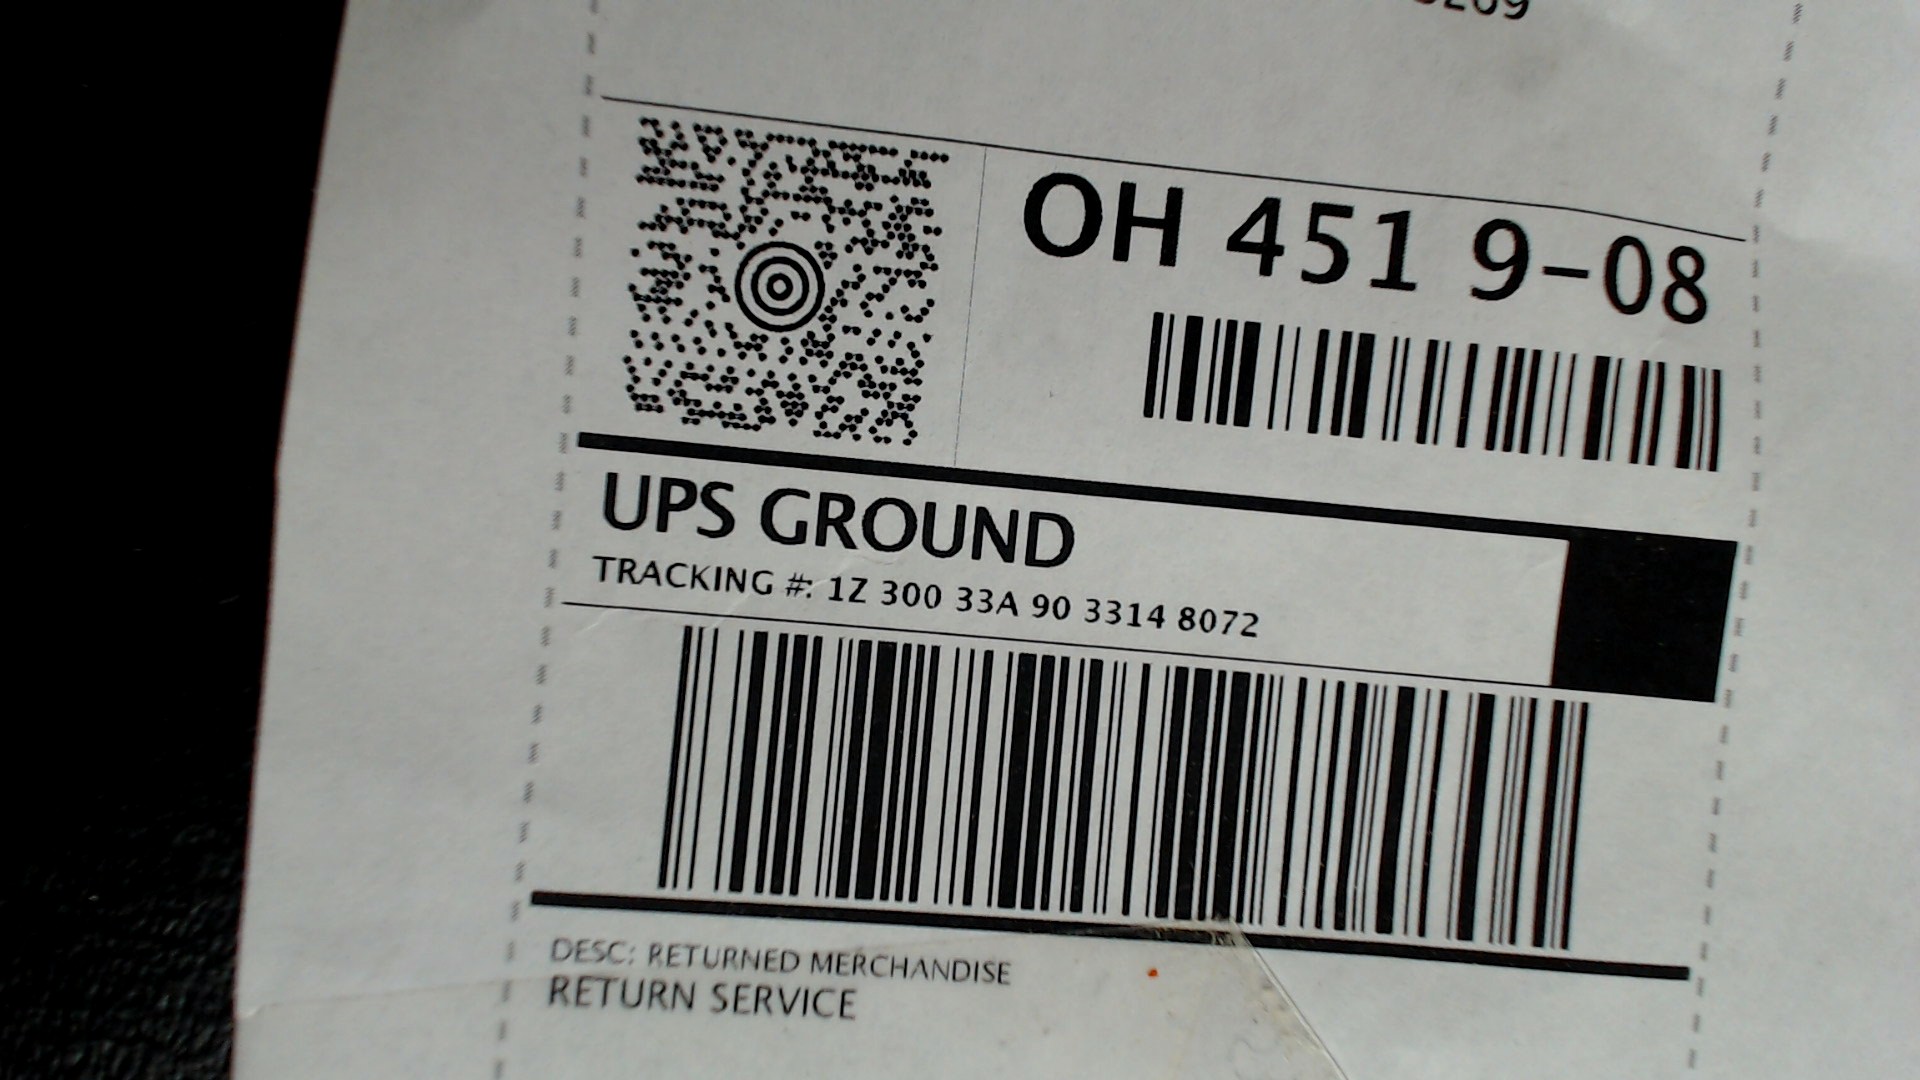 OH 451 9-08
UPS GROUND
TRACKING #: 1Z 300 33A 90 3314 8072
DESC: RETURNED MERCHANDISE
RETURN SERVICE